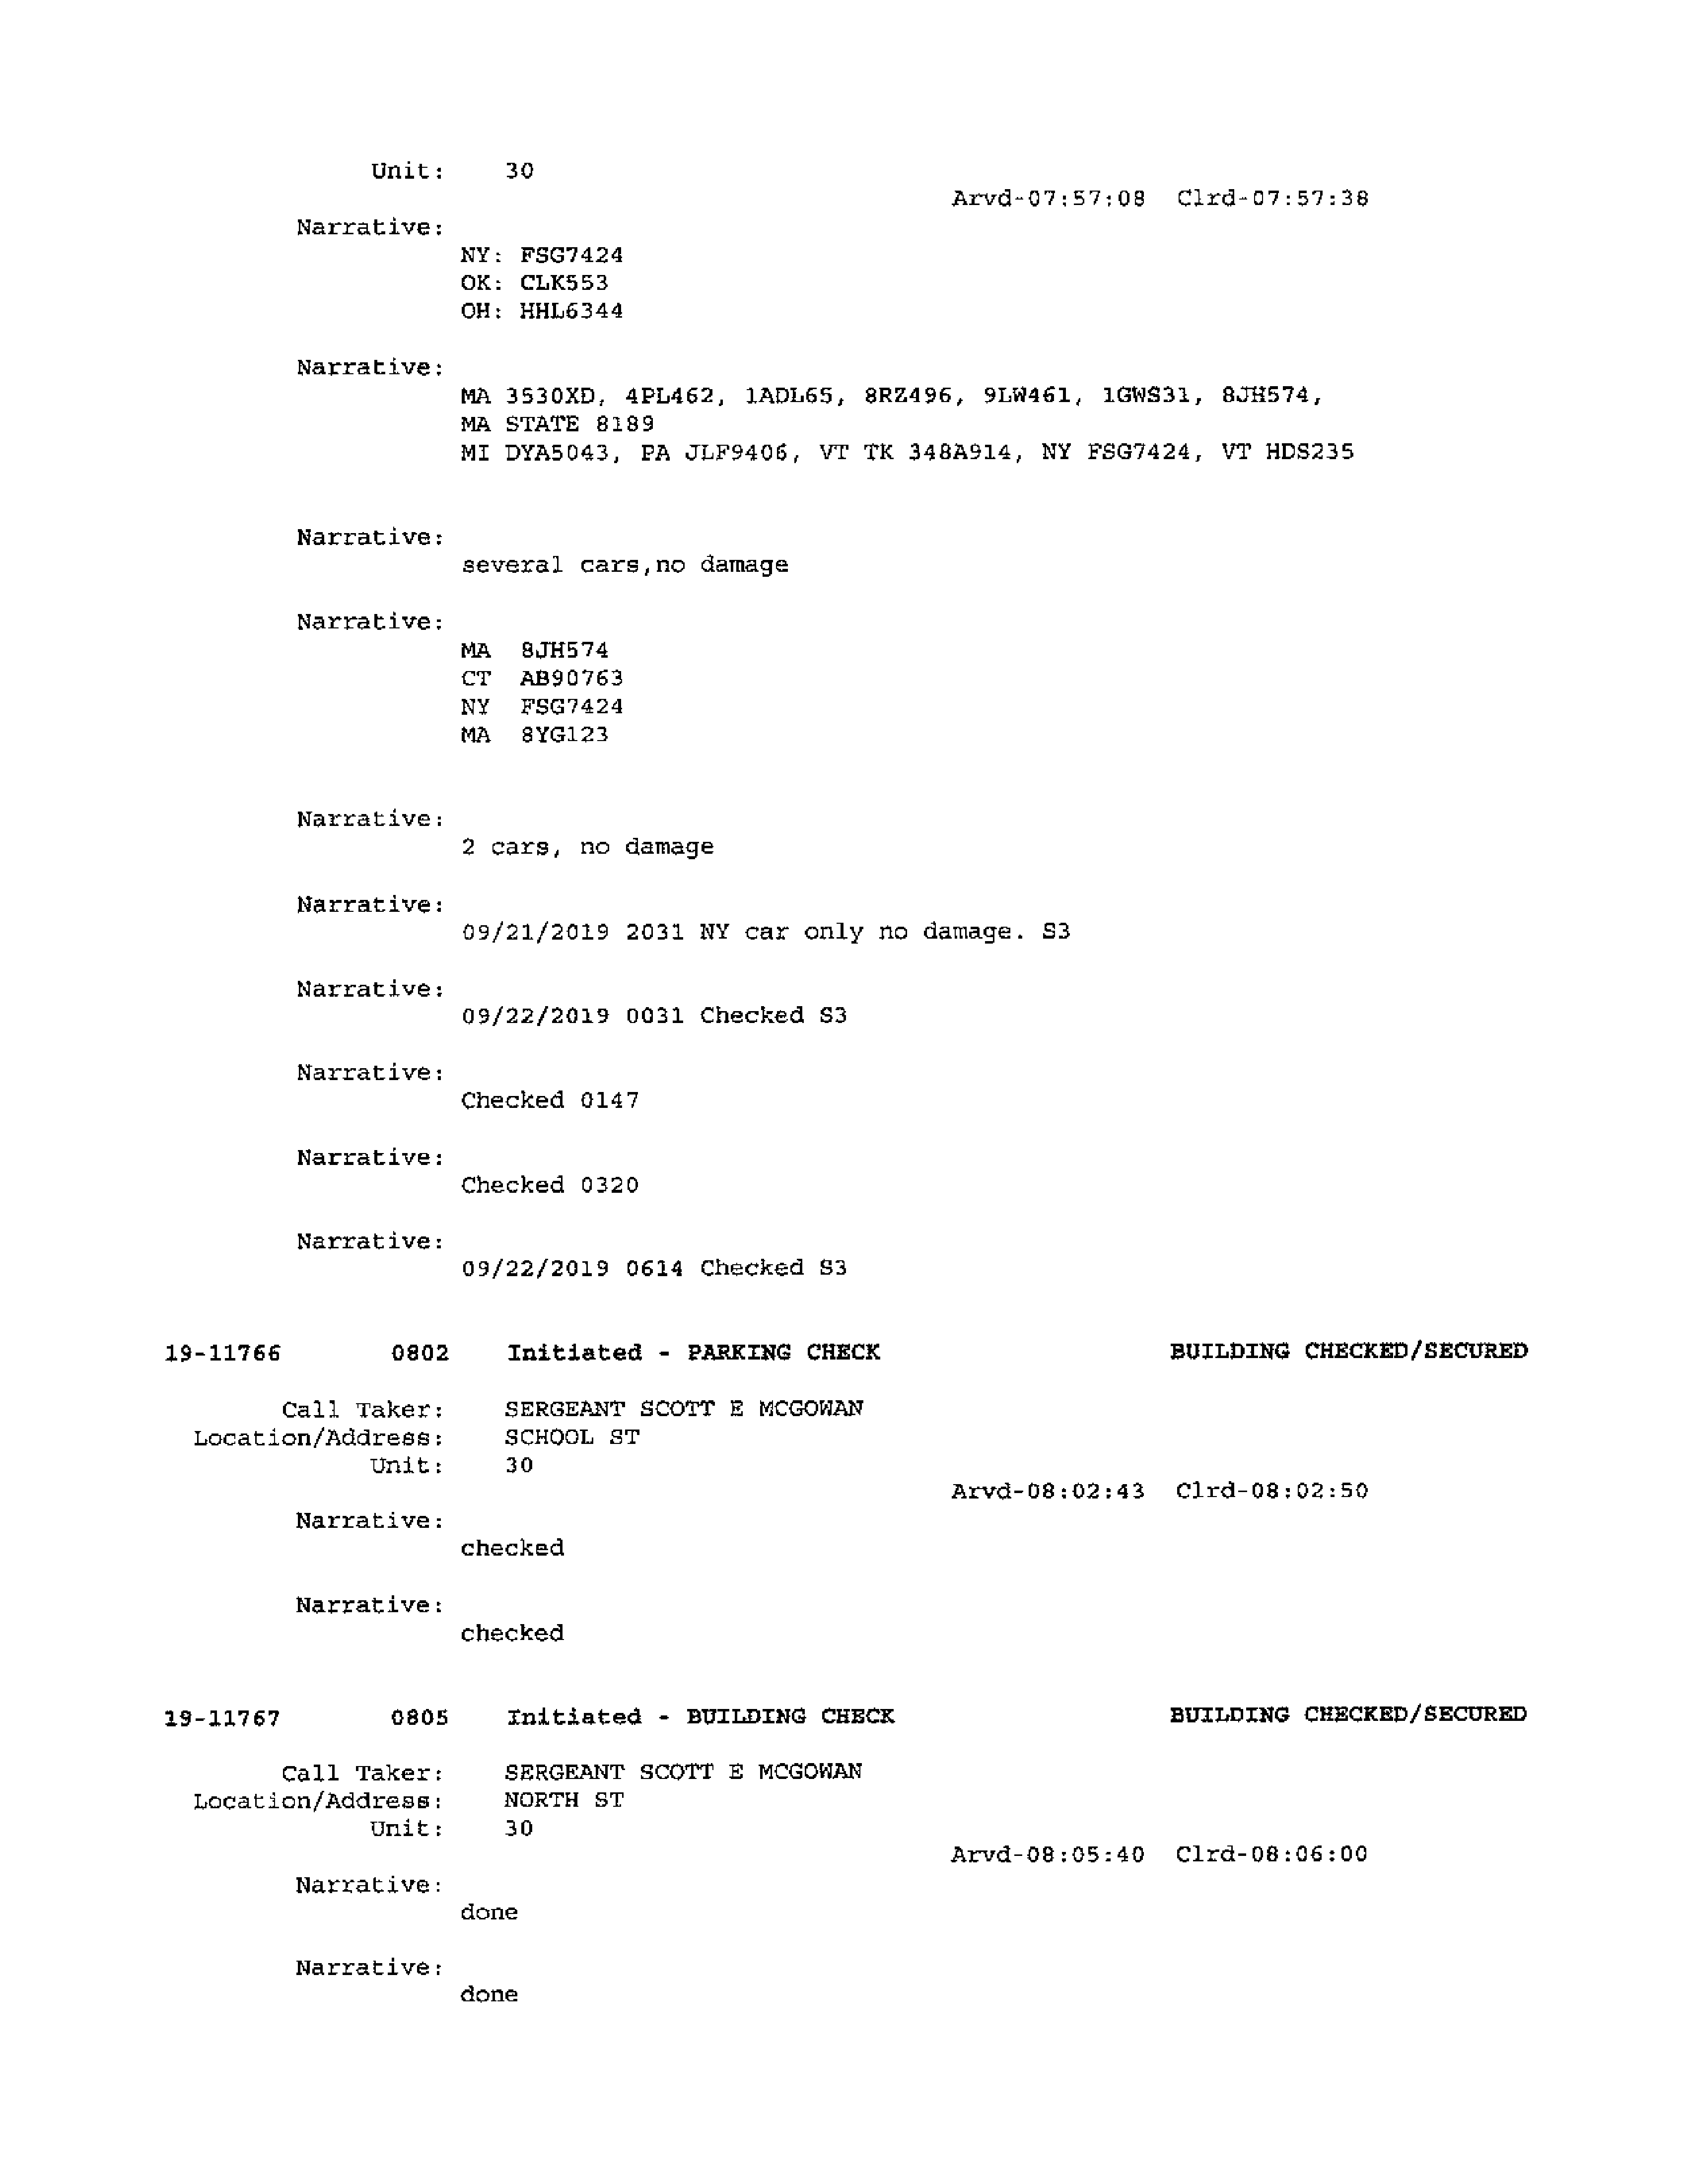 Unit: 30
Arvd-07:57:08 Clrd-07:57:38
Narrative:
NY: FSG7424
OK: CLK553
OH: HHL6344
Narrative:
MA 3530XD, 4PL462, 1ADL65, 8RZ496, 9LW461, 1GWS31, 8JH574,
MA STATE 8189
MI DYA5043, PA JLF9406, VT TK 348A914, NY FSG7424, VT HDS235
Narrative:
several cars,no damage
Narrative:
MA 8JH574
CT AB90763
NY FSG7424
MA 8YG123
Narrative:
2 cars, no damage
Narrative:
09/21/2019 2031 NY car only no damage. S3
Narrative:
09/22/2019 0031 Checked S3
Narrative:
Checked 0147
Narrative:
Checked 0320
Narrative:
09/22/2019 0614 Checked S3
19-11766 0802 Initiated - PARKING CHECK BUILDING CHECKED/SECURED
Call Taker: SERGEANT SCOTT E MCGOWAN
Location/Address: SCHOOL ST
Unit: 30
Arvd-08:02:43 Clrd-08:02:50
Narrative:
checked
Narrative:
checked
19-11767 0805 Initiated - BUILDING CHECK BUILDING CHECKED/SECURED
Call Taker: SERGEANT SCOTT E MCGOWAN
Location/Address: NORTH ST
Unit: 30
Arvd-08:05:40 Clrd-08:06:00
Narrative:
done
Narrative:
done